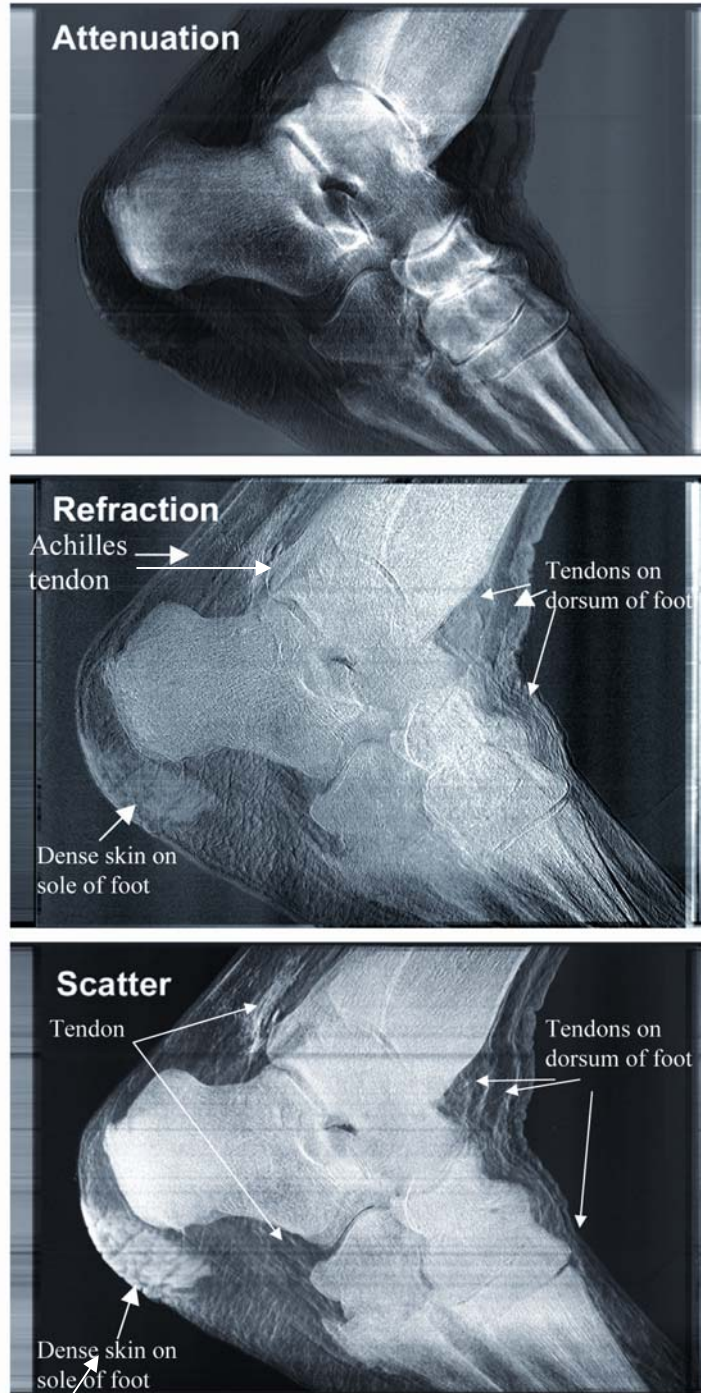 Attenuation
Refraction
Achilles
tendon
Tendons on
dorsum of foot
Dense skin on
sole of foot
Scatter
Tendon
Tendons on
dorsum of foot
Dense skin on
sole of foot